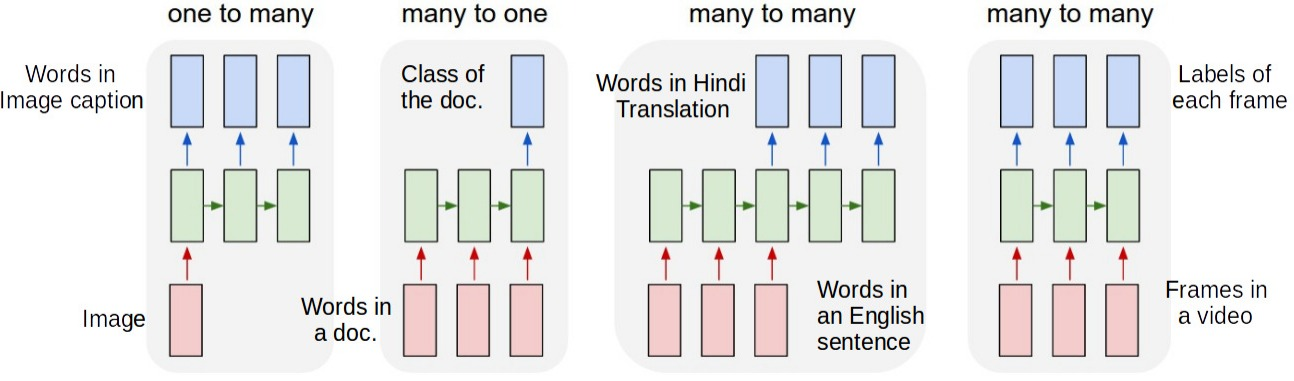 one to many
many to one
many to many
many to many
Words in
Image caption
Class of
the doc.
Words in Hindi
Translation
Labels of
each frame
Image
Words in
a doc.
Words in
an English
sentence
Frames in
a video